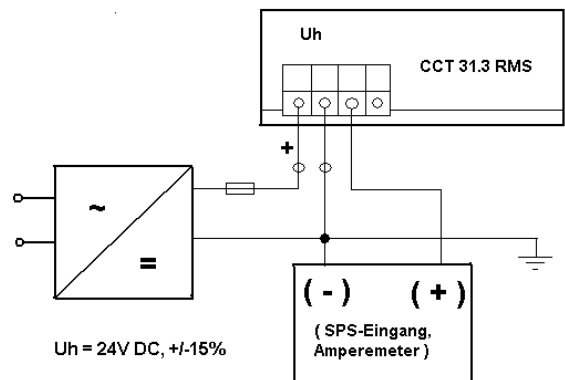 Uh
CCT 31.3 RMS
+
~
=
( - ) ( + )
( SPS-Eingang,
Amperemeter )
Uh = 24V DC, +/-15%